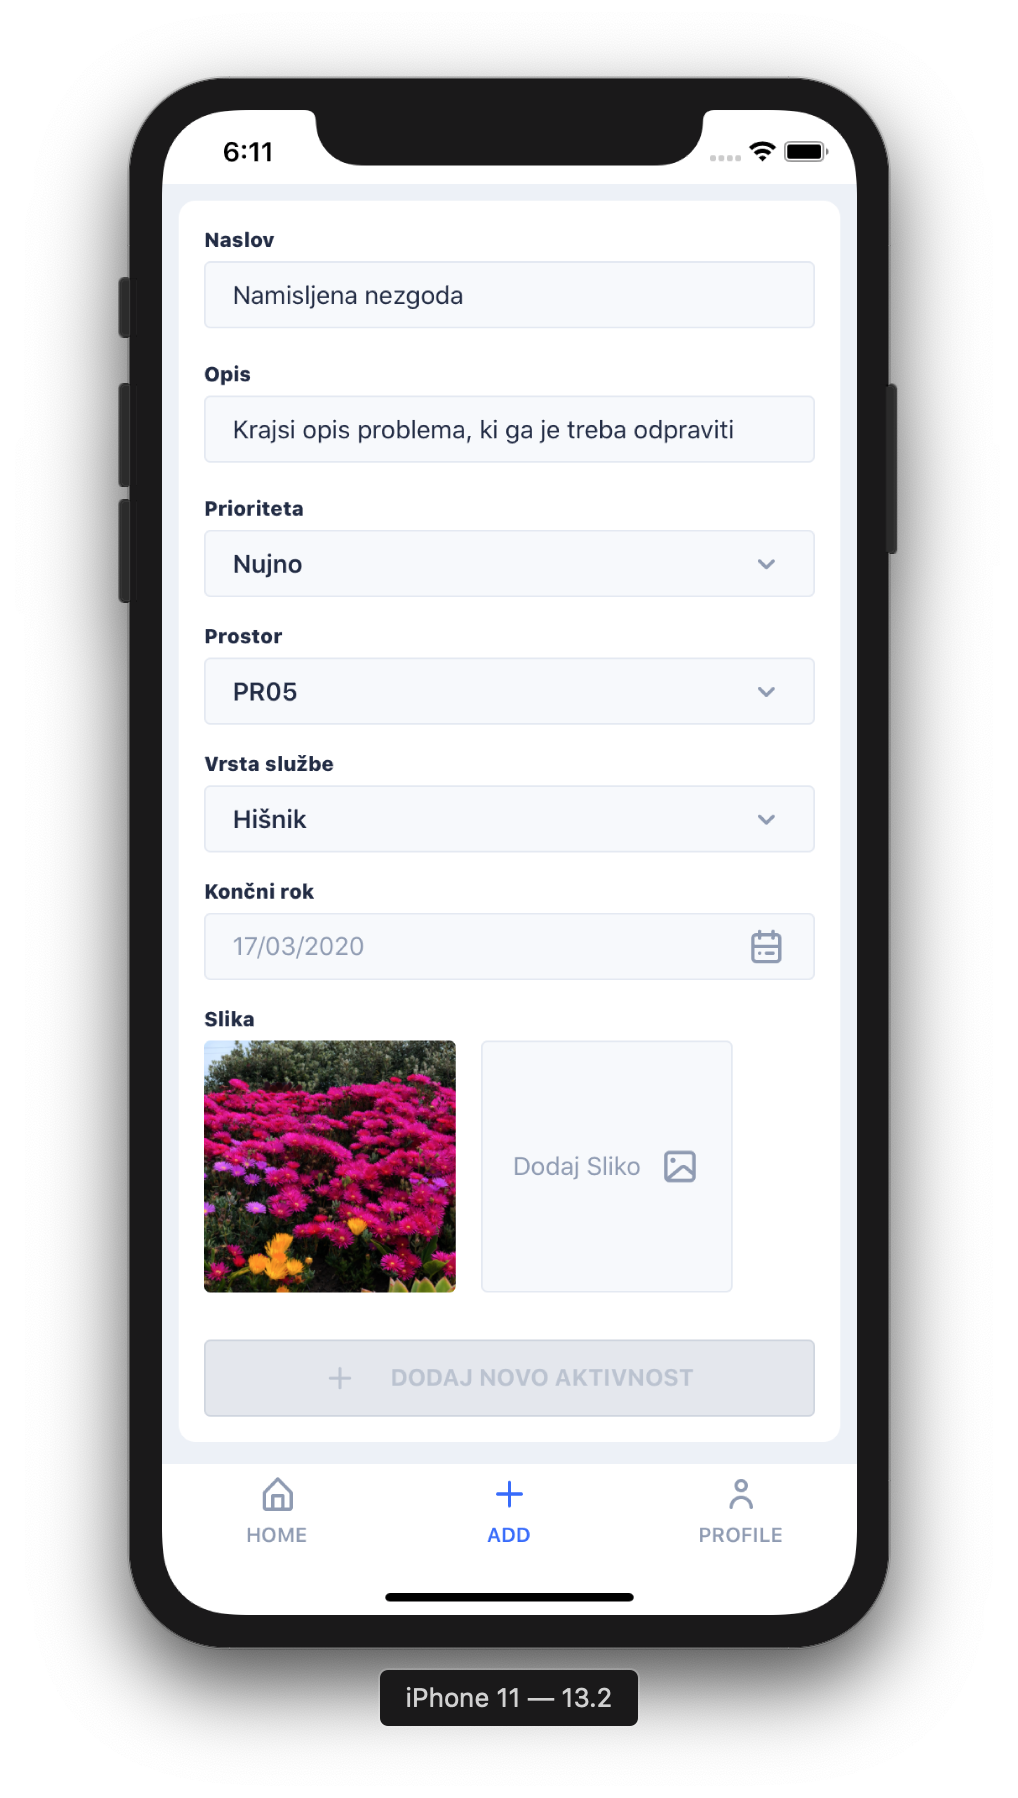 6:11
Naslov
Namisljena nezgoda
Opis
Krajsi opis problema, ki ga je treba odpraviti
Prioriteta
Nujno
Prostor
PR05
Vrsta službe
Hišnik
Končni rok
17/03/2020
Slika
Dodaj Sliko
DODAJ NOVO AKTIVNOST
HOME ADD PROFILE
iPhone 11 — 13.2